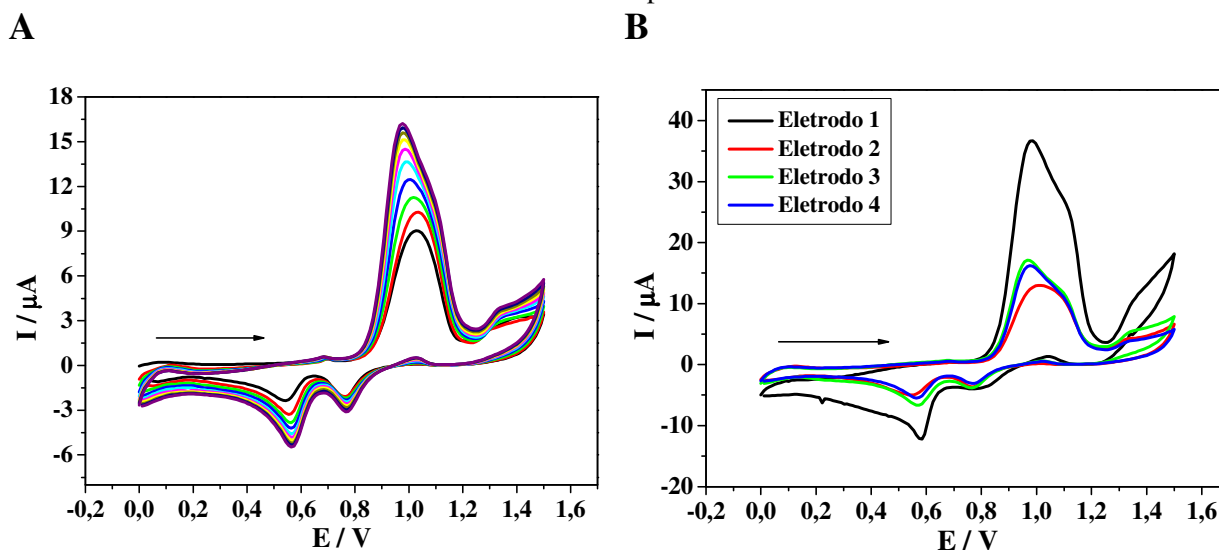 A
B
18
15
12
9
6
3
0
-3
-6
I / µA
-0,2 0,0 0,2 0,4 0,6 0,8 1,0 1,2 1,4 1,6
E / V
40
30
20
10
0
-10
-20
I / µA
Eletrodo 1
Eletrodo 2
Eletrodo 3
Eletrodo 4
-0,2 0,0 0,2 0,4 0,6 0,8 1,0 1,2 1,4 1,6
E / V